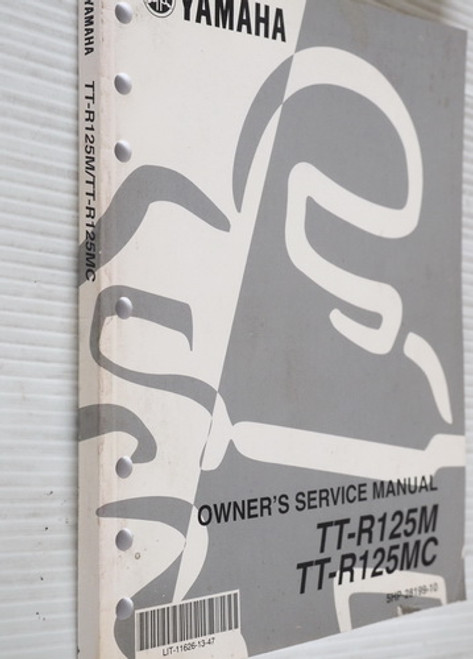 YAMAHA
YAMAHA TT-R125M/TT-R125MC
OWNER'S SERVICE MANUAL
TT-R125M
TT-R125MC
5HP-28199-10
LIT-11626-13-47